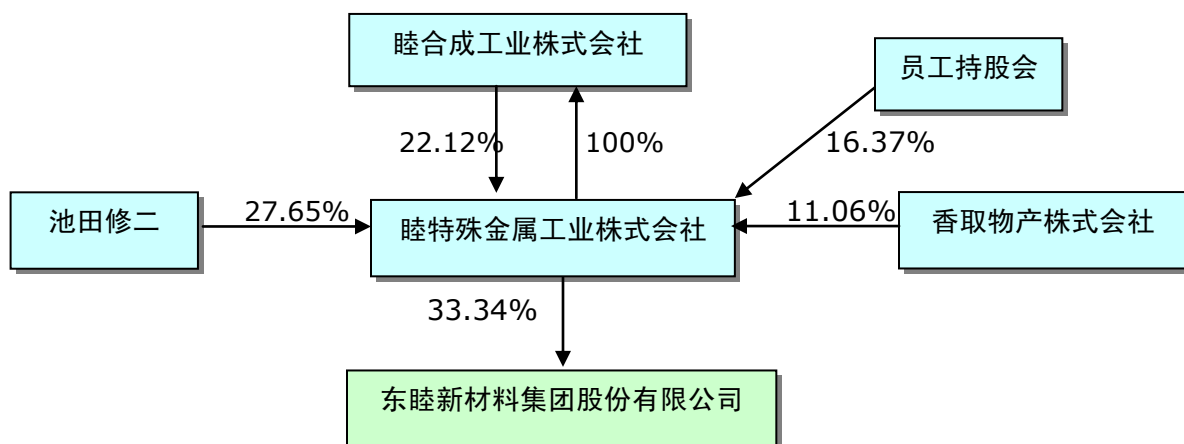 睦合成工业株式会社
员工持股会
22.12%
100%
16.37%
池田修二
27.65%
睦特殊金属工业株式会社
11.06%
香取物产株式会社
33.34%
东睦新材料集团股份有限公司